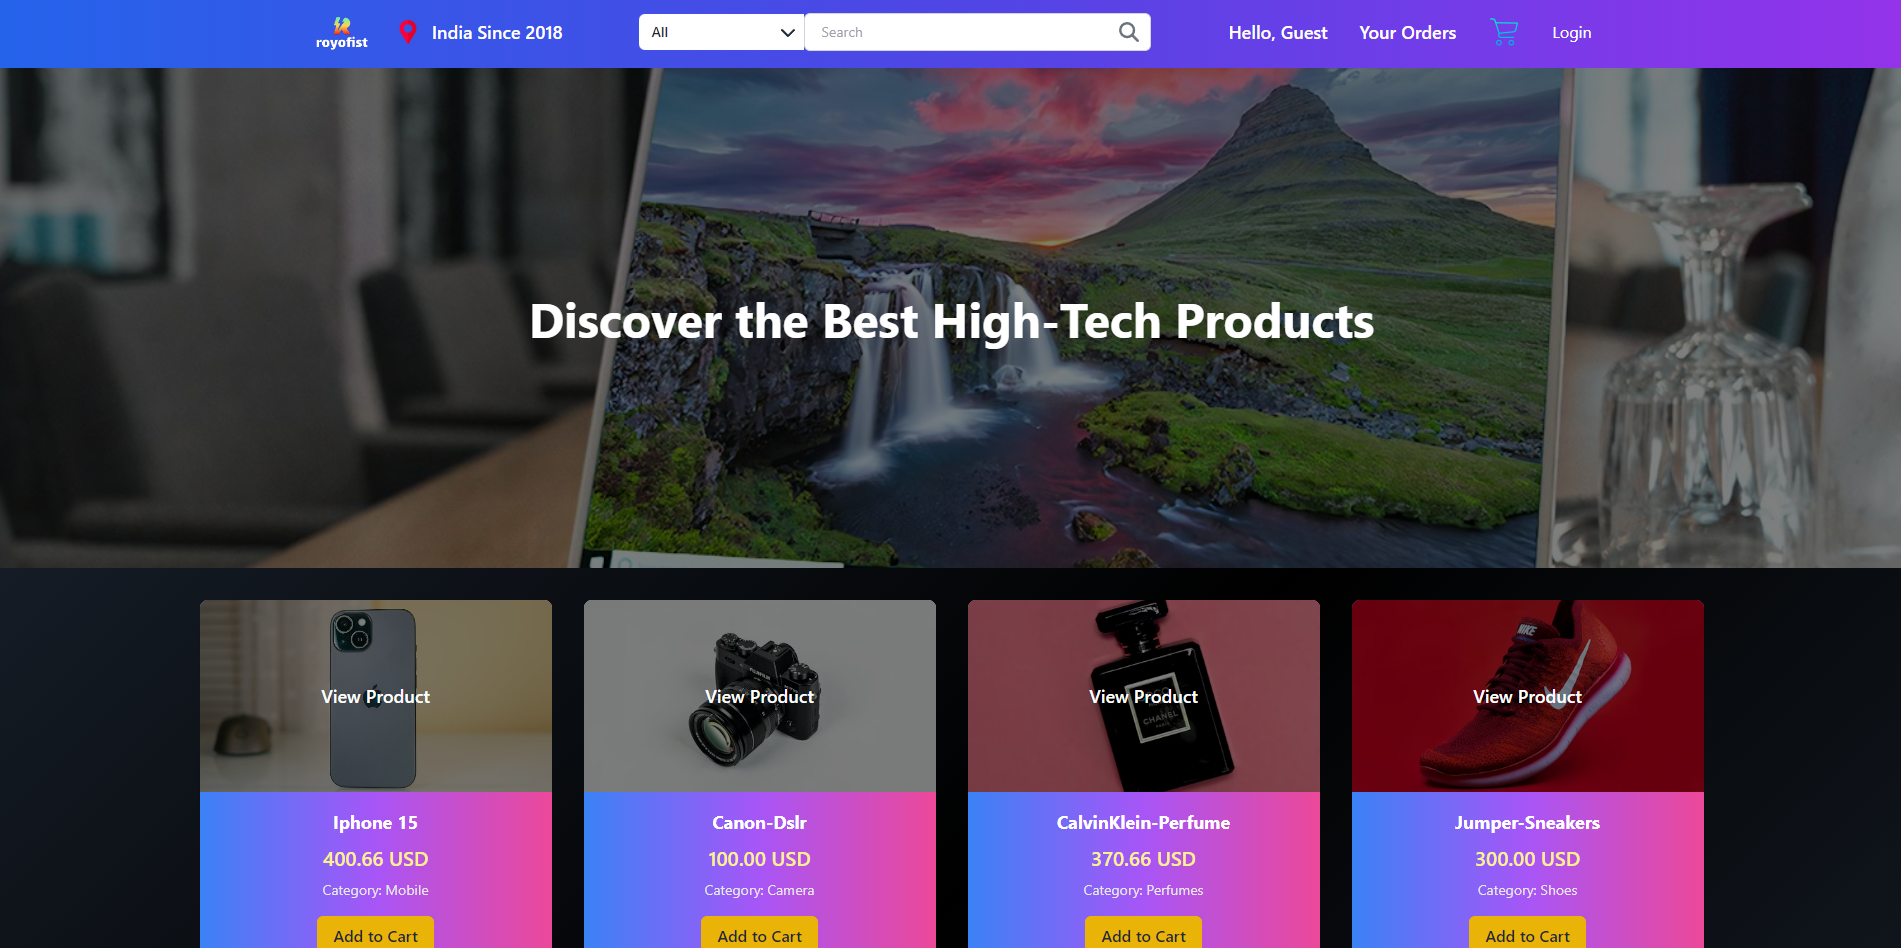 royofist
India Since 2018
All
Search
Hello, Guest
Your Orders
Login
Discover the Best High-Tech Products
View Product
View Product
CHANEL
View Product
NIKE
View Product
Iphone 15
400.66 USD
Category: Mobile
Add to Cart
Canon-Dslr
100.00 USD
Category: Camera
Add to Cart
CalvinKlein-Perfume
370.66 USD
Category: Perfumes
Add to Cart
Jumper-Sneakers
300.00 USD
Category: Shoes
Add to Cart